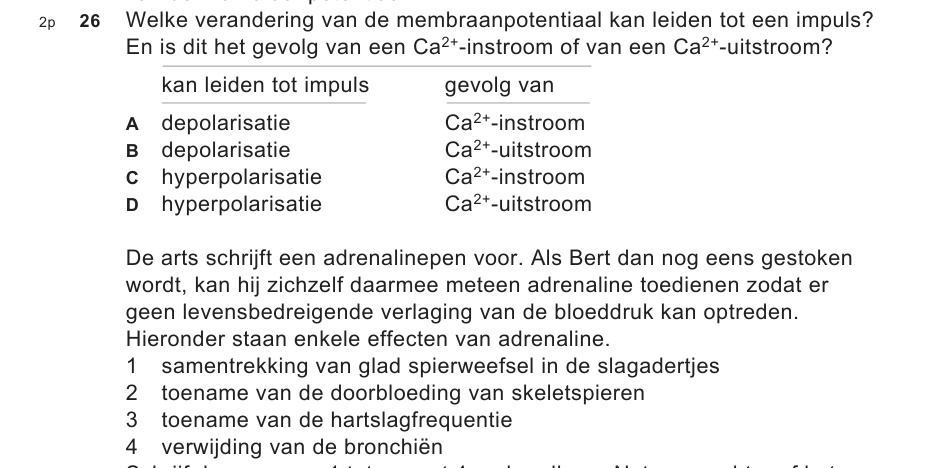 2p 26 Welke verandering van de membraanpotentiaal kan leiden tot een impuls?
En is dit het gevolg van een Ca²⁺-instroom of van een Ca²⁺-uitstroom?
kan leiden tot impuls gevolg van
A depolarisatie Ca²⁺-instroom
B depolarisatie Ca²⁺-uitstroom
C hyperpolarisatie Ca²⁺-instroom
D hyperpolarisatie Ca²⁺-uitstroom
De arts schrijft een adrenalinepen voor. Als Bert dan nog eens gestoken
wordt, kan hij zichzelf daarmee meteen adrenaline toedienen zodat er
geen levensbedreigende verlaging van de bloeddruk kan optreden.
Hieronder staan enkele effecten van adrenaline.
1 samentrekking van glad spierweefsel in de slagadertjes
2 toename van de doorbloeding van skeletspieren
3 toename van de hartslagfrequentie
4 verwijding van de bronchiën